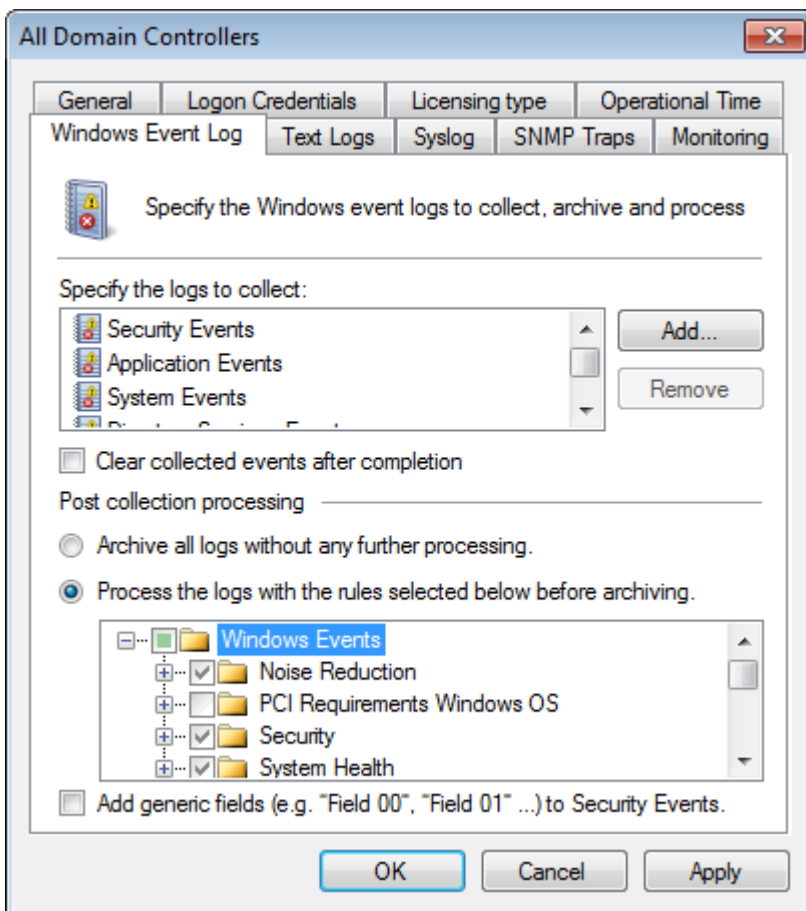 All Domain Controllers
General Logon Credentials Licensing type Operational Time
Windows Event Log Text Logs Syslog SNMP Traps Monitoring
Specify the Windows event logs to collect, archive and process
Specify the logs to collect:
Security Events
Add...
Application Events
System Events
Remove
Clear collected events after completion
Post collection processing
Archive all logs without any further processing.
Process the logs with the rules selected below before archiving.
Windows Events
Noise Reduction
PCI Requirements Windows OS
Security
System Health
Add generic fields (e.g. "Field 00", "Field 01" ...) to Security Events.
OK Cancel Apply